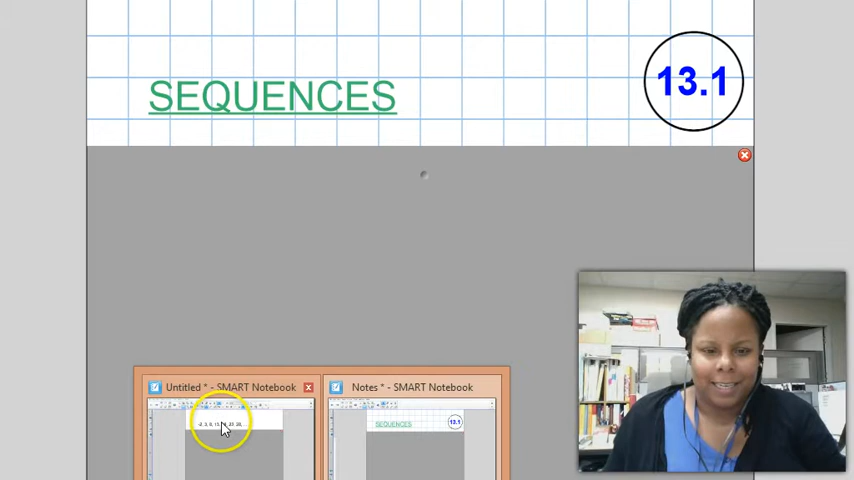 SEQUENCES
13.1
Untitled * - SMART Notebook
Notes * - SMART Notebook
SEQUENCES
13.1